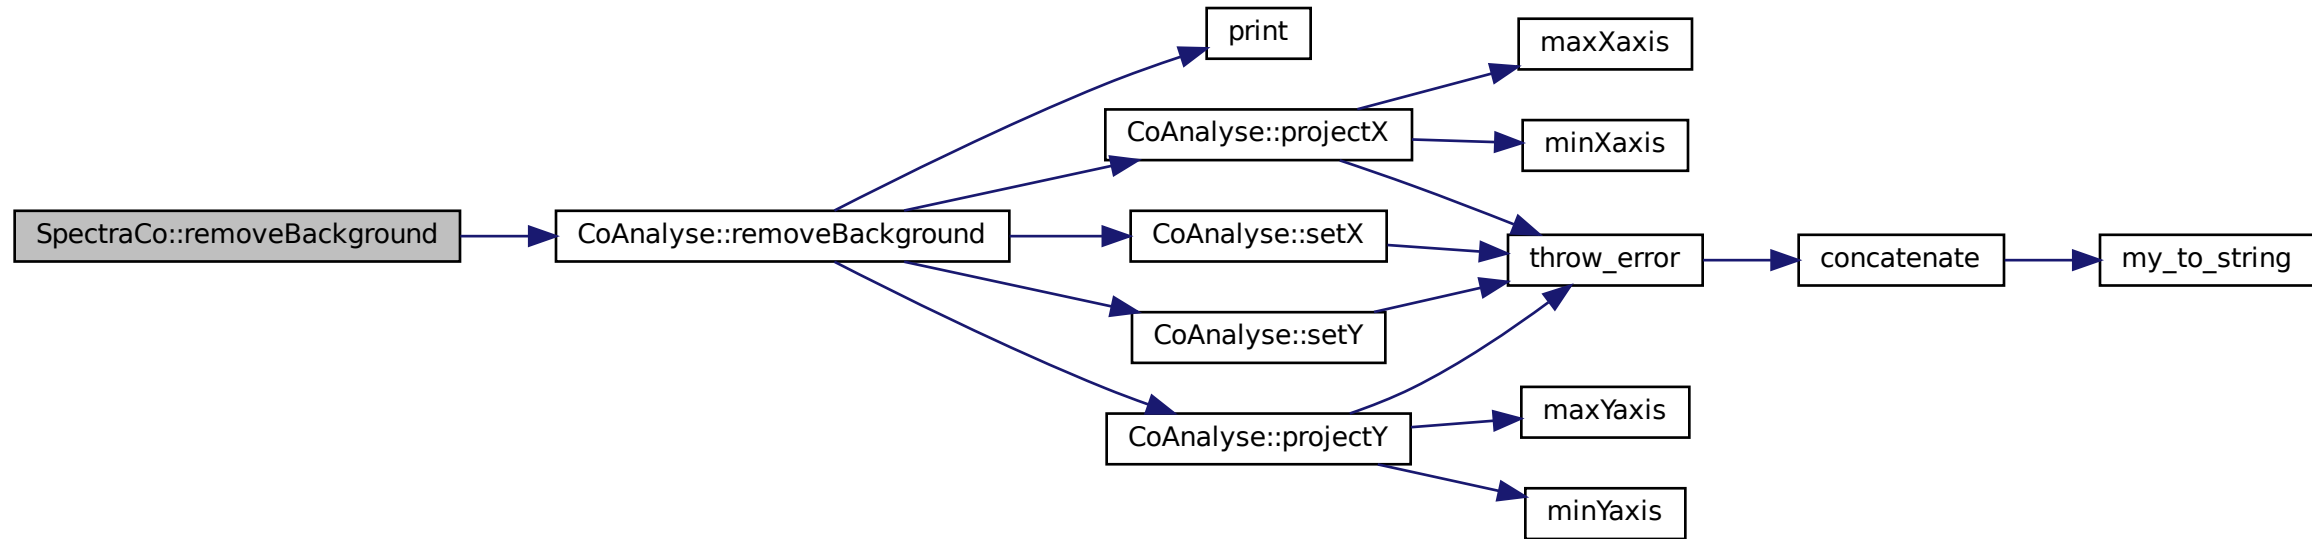 SpectraCo::removeBackground
CoAnalyse::removeBackground
print
CoAnalyse::projectX
CoAnalyse::setX
CoAnalyse::setY
CoAnalyse::projectY
maxXaxis
minXaxis
throw_error
maxYaxis
minYaxis
concatenate
my_to_string